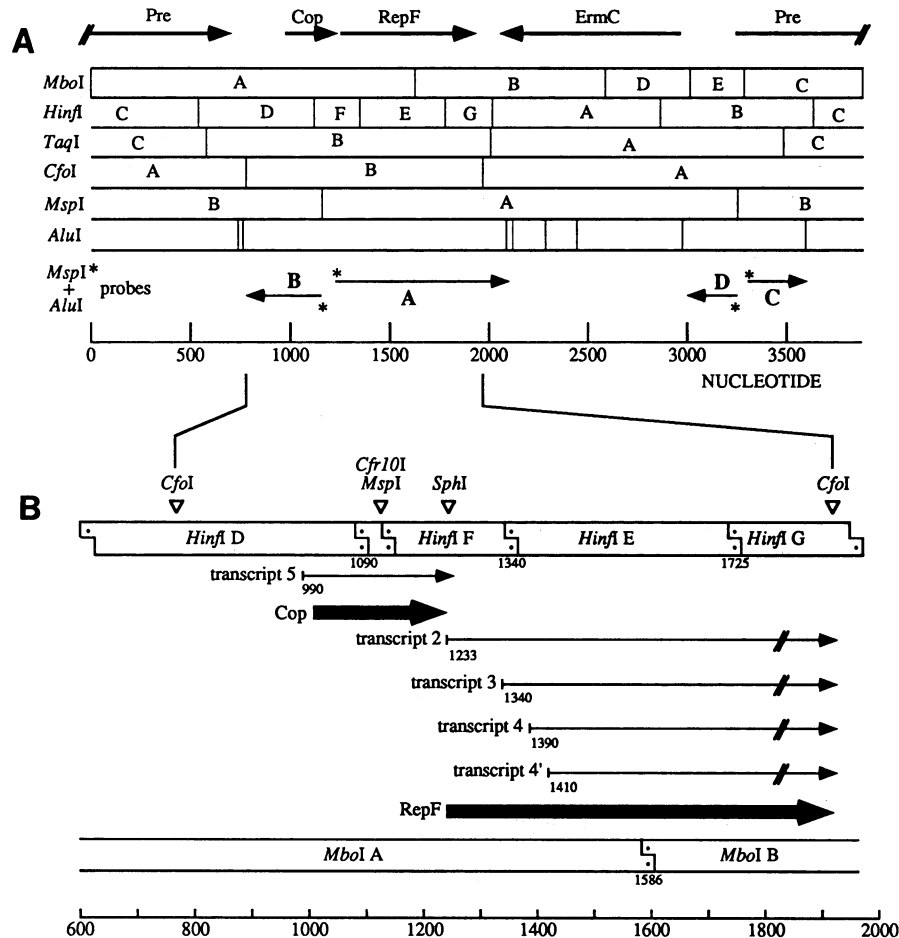 A
Pre Cop RepF ErmC Pre
MboI A B D E C
HinfI C D F E G A B C
TaqI C B A C
CfoI A B A
MspI B A B
AluI
MspI* + AluI probes B * * A D * * C
0 500 1000 1500 2000 2500 3000 3500
NUCLEOTIDE
B
CfoI Cfr10I MspI SphI CfoI
HinfI D HinfI F HinfI E HinfI G
1090 1340 1725
transcript 5
990
Cop
transcript 2
1233
transcript 3
1340
transcript 4
1390
transcript 4'
1410
RepF
MboI A MboI B
1586
600 800 1000 1200 1400 1600 1800 2000